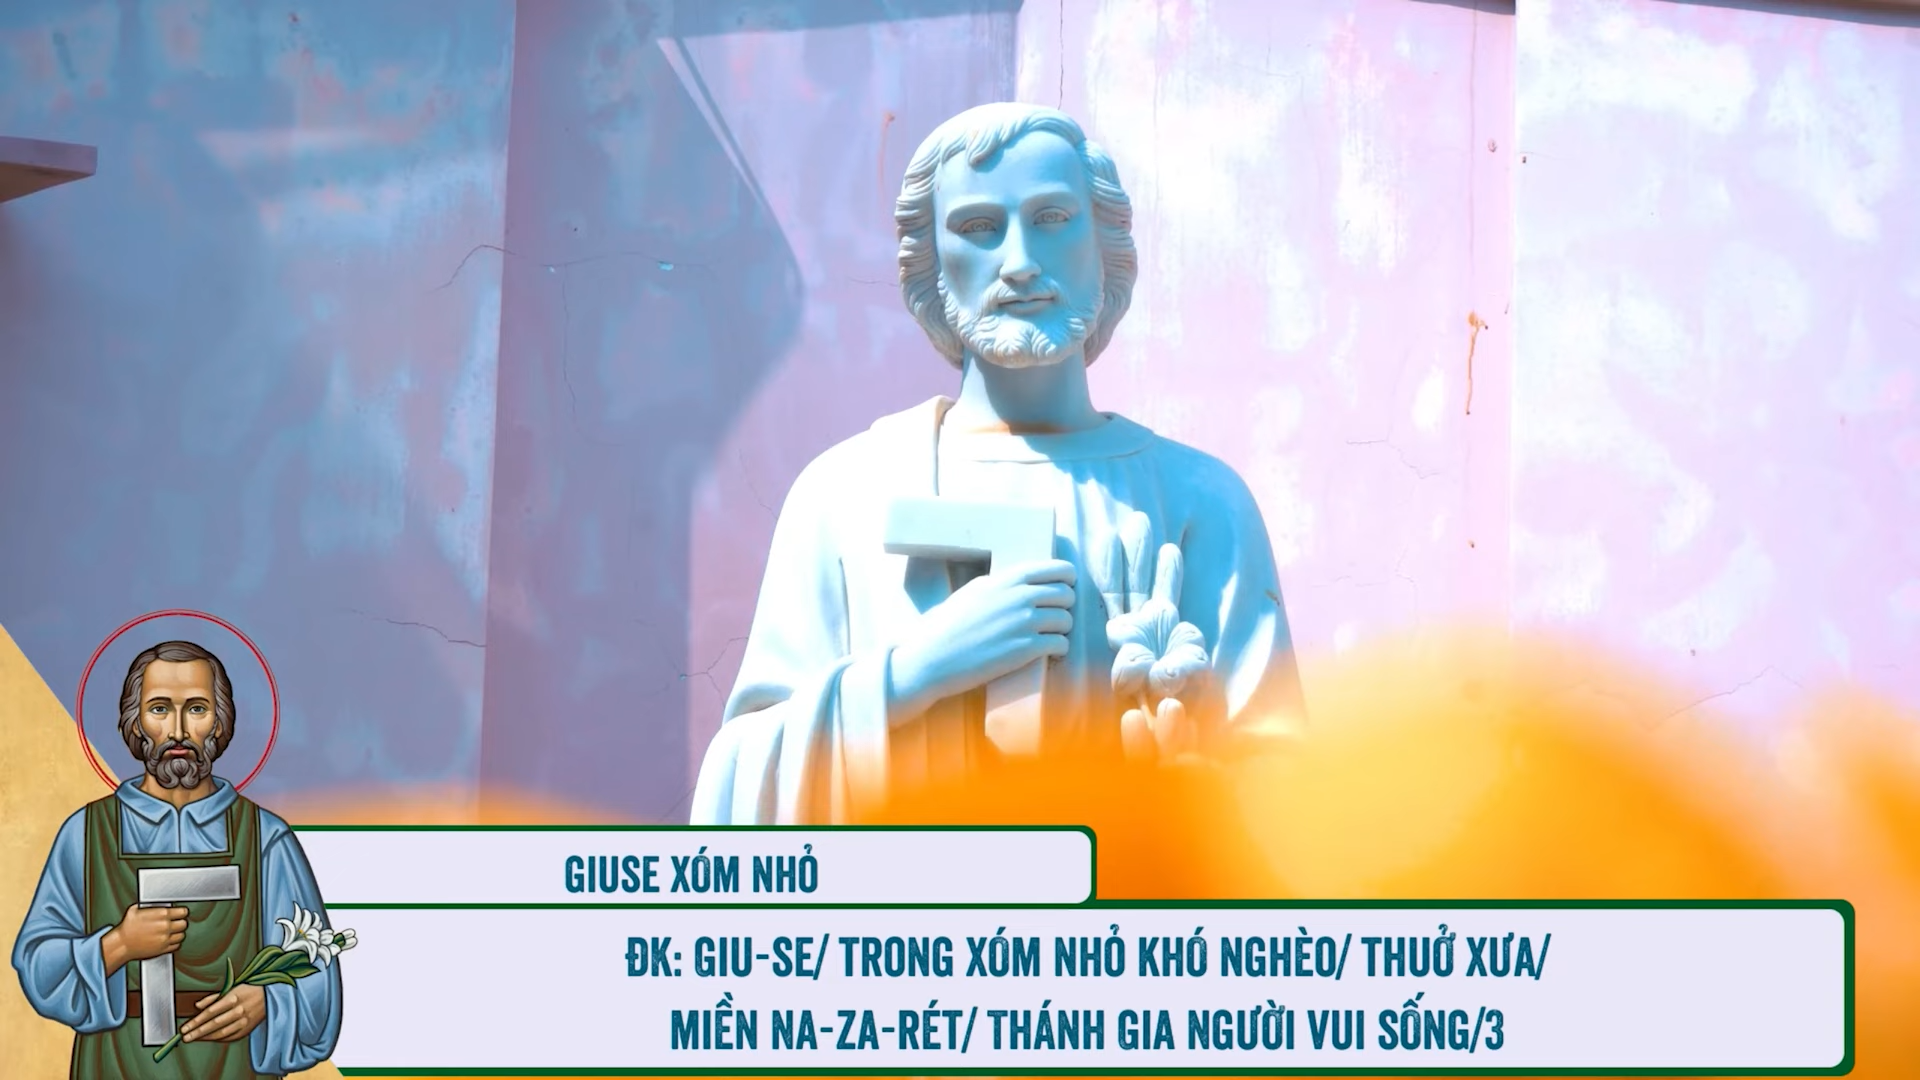 GIUSE XÓM NHỎ
ĐK: GIU-SE/ TRONG XÓM NHỎ KHÓ NGHÈO/ THUỞ XƯA/
MIỀN NA-ZA-RÉT/ THÁNH GIA NGƯỜI VUI SỐNG/3